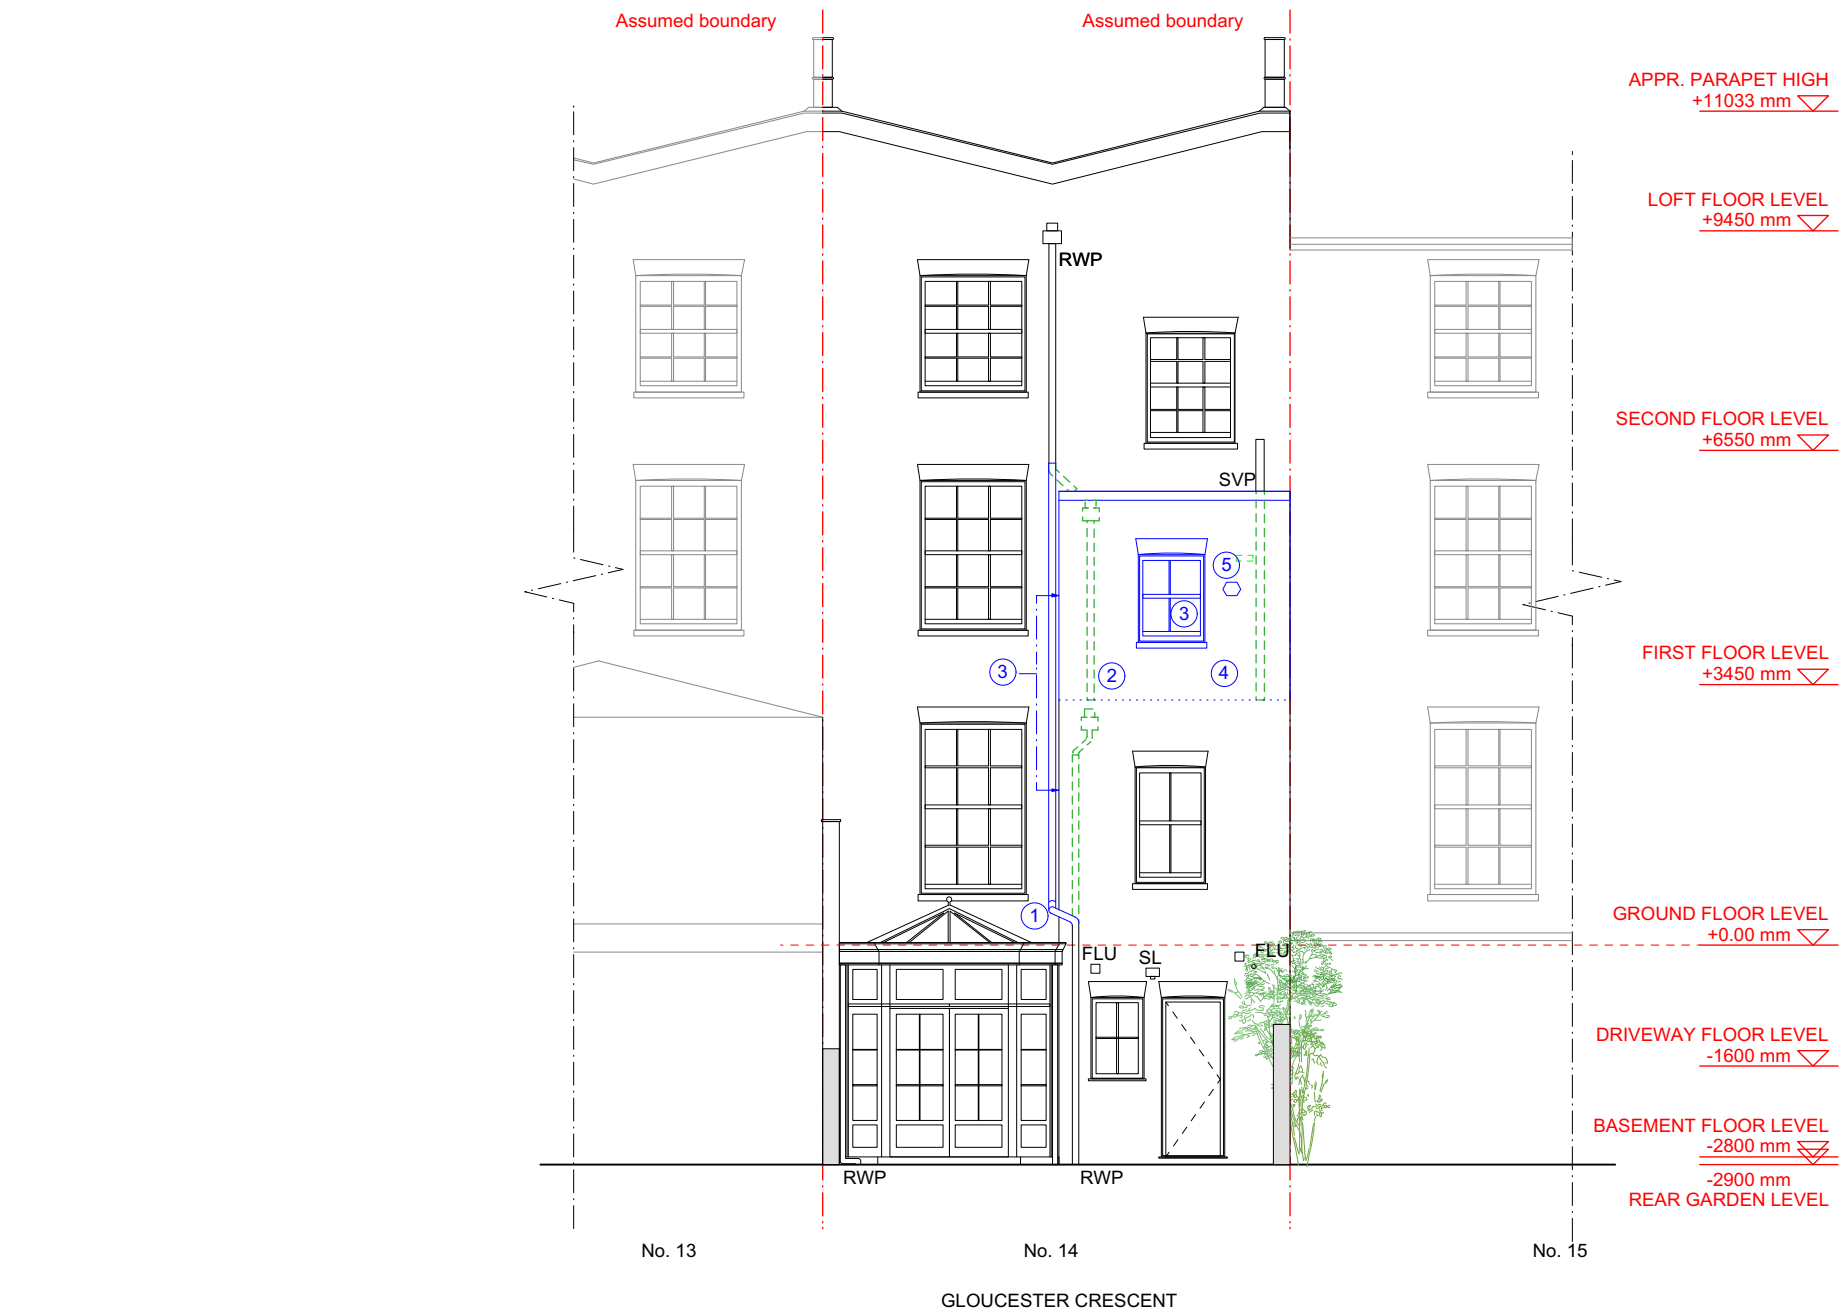 Assumed boundary
Assumed boundary
APPR. PARAPET HIGH
+11033 mm
LOFT FLOOR LEVEL
+9450 mm
RWP
SECOND FLOOR LEVEL
+6550 mm
SVP
5
3
3
2
4
FIRST FLOOR LEVEL
+3450 mm
1
GROUND FLOOR LEVEL
+0.00 mm
FLU
SL
FLU
DRIVEWAY FLOOR LEVEL
-1600 mm
BASEMENT FLOOR LEVEL
-2800 mm
-2900 mm
REAR GARDEN LEVEL
RWP
RWP
No. 13
No. 14
No. 15
GLOUCESTER CRESCENT